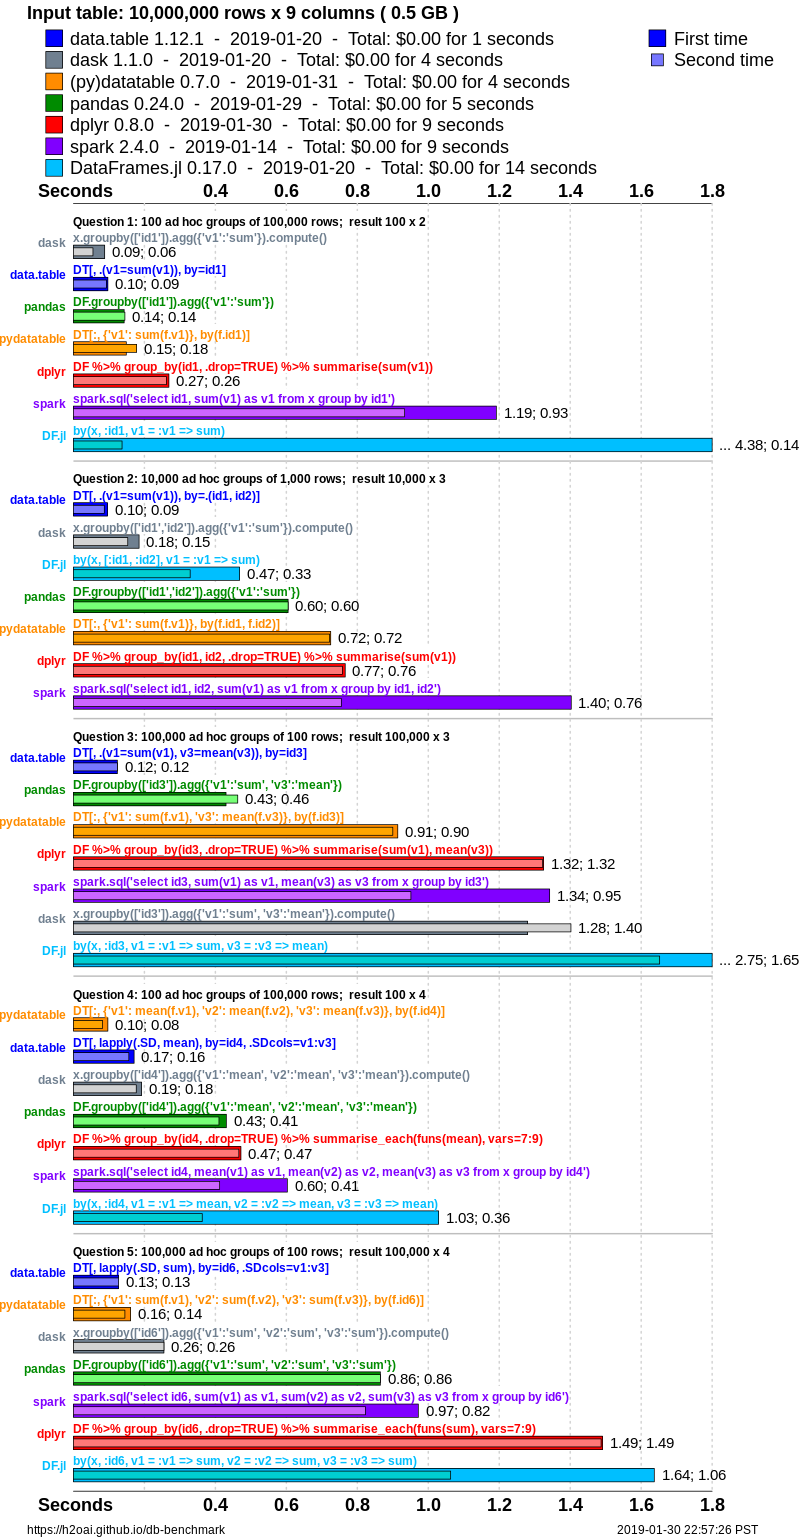 Input table: 10,000,000 rows x 9 columns ( 0.5 GB )
data.table 1.12.1 - 2019-01-20 - Total: $0.00 for 1 seconds
First time
dask 1.1.0 - 2019-01-20 - Total: $0.00 for 4 seconds
Second time
(py)datatable 0.7.0 - 2019-01-31 - Total: $0.00 for 4 seconds
pandas 0.24.0 - 2019-01-29 - Total: $0.00 for 5 seconds
dplyr 0.8.0 - 2019-01-30 - Total: $0.00 for 9 seconds
spark 2.4.0 - 2019-01-14 - Total: $0.00 for 9 seconds
DataFrames.jl 0.17.0 - 2019-01-20 - Total: $0.00 for 14 seconds
Seconds 0.4 0.6 0.8 1.0 1.2 1.4 1.6 1.8
Question 1: 100 ad hoc groups of 100,000 rows; result 100 x 2
x.groupby(['id1']).agg({'v1':'sum'}).compute()
dask 0.09; 0.06
DT[, .(v1=sum(v1)), by=id1]
data.table 0.10; 0.09
DF.groupby(['id1']).agg({'v1':'sum'})
pandas 0.14; 0.14
DT[:, {'v1': sum(f.v1)}, by(f.id1)]
pydatatable 0.15; 0.18
DF %>% group_by(id1, .drop=TRUE) %>% summarise(sum(v1))
dplyr 0.27; 0.26
spark.sql('select id1, sum(v1) as v1 from x group by id1')
spark 1.19; 0.93
by(x, :id1, v1 = :v1 => sum)
DF.jl ... 4.38; 0.14
Question 2: 10,000 ad hoc groups of 1,000 rows; result 10,000 x 3
DT[, .(v1=sum(v1)), by=.(id1, id2)]
data.table 0.10; 0.09
x.groupby(['id1','id2']).agg({'v1':'sum'}).compute()
dask 0.18; 0.15
by(x, [:id1, :id2], v1 = :v1 => sum)
DF.jl 0.47; 0.33
DF.groupby(['id1','id2']).agg({'v1':'sum'})
pandas 0.60; 0.60
DT[:, {'v1': sum(f.v1)}, by(f.id1, f.id2)]
pydatatable 0.72; 0.72
DF %>% group_by(id1, id2, .drop=TRUE) %>% summarise(sum(v1))
dplyr 0.77; 0.76
spark.sql('select id1, id2, sum(v1) as v1 from x group by id1, id2')
spark 1.40; 0.76
Question 3: 100,000 ad hoc groups of 100 rows; result 100,000 x 3
DT[, .(v1=sum(v1), v3=mean(v3)), by=id3]
data.table 0.12; 0.12
DF.groupby(['id3']).agg({'v1':'sum', 'v3':'mean'})
pandas 0.43; 0.46
DT[:, {'v1': sum(f.v1), 'v3': mean(f.v3)}, by(f.id3)]
pydatatable 0.91; 0.90
DF %>% group_by(id3, .drop=TRUE) %>% summarise(sum(v1), mean(v3))
dplyr 1.32; 1.32
spark.sql('select id3, sum(v1) as v1, mean(v3) as v3 from x group by id3')
spark 1.34; 0.95
x.groupby(['id3']).agg({'v1':'sum', 'v3':'mean'}).compute()
dask 1.28; 1.40
by(x, :id3, v1 = :v1 => sum, v3 = :v3 => mean)
DF.jl ... 2.75; 1.65
Question 4: 100 ad hoc groups of 100,000 rows; result 100 x 4
DT[:, {'v1': mean(f.v1), 'v2': mean(f.v2), 'v3': mean(f.v3)}, by(f.id4)]
pydatatable 0.10; 0.08
DT[, lapply(.SD, mean), by=id4, .SDcols=v1:v3]
data.table 0.17; 0.16
x.groupby(['id4']).agg({'v1':'mean', 'v2':'mean', 'v3':'mean'}).compute()
dask 0.19; 0.18
DF.groupby(['id4']).agg({'v1':'mean', 'v2':'mean', 'v3':'mean'})
pandas 0.43; 0.41
DF %>% group_by(id4, .drop=TRUE) %>% summarise_each(funs(mean), vars=7:9)
dplyr 0.47; 0.47
spark.sql('select id4, mean(v1) as v1, mean(v2) as v2, mean(v3) as v3 from x group by id4')
spark 0.60; 0.41
by(x, :id4, v1 = :v1 => mean, v2 = :v2 => mean, v3 = :v3 => mean)
DF.jl 1.03; 0.36
Question 5: 100,000 ad hoc groups of 100 rows; result 100,000 x 4
DT[, lapply(.SD, sum), by=id6, .SDcols=v1:v3]
data.table 0.13; 0.13
DT[:, {'v1': sum(f.v1), 'v2': sum(f.v2), 'v3': sum(f.v3)}, by(f.id6)]
pydatatable 0.16; 0.14
x.groupby(['id6']).agg({'v1':'sum', 'v2':'sum', 'v3':'sum'}).compute()
dask 0.26; 0.26
DF.groupby(['id6']).agg({'v1':'sum', 'v2':'sum', 'v3':'sum'})
pandas 0.86; 0.86
spark.sql('select id6, sum(v1) as v1, sum(v2) as v2, sum(v3) as v3 from x group by id6')
spark 0.97; 0.82
DF %>% group_by(id6, .drop=TRUE) %>% summarise_each(funs(sum), vars=7:9)
dplyr 1.49; 1.49
by(x, :id6, v1 = :v1 => sum, v2 = :v2 => sum, v3 = :v3 => sum)
DF.jl 1.64; 1.06
Seconds 0.4 0.6 0.8 1.0 1.2 1.4 1.6 1.8
https://h2oai.github.io/db-benchmark
2019-01-30 22:57:26 PST